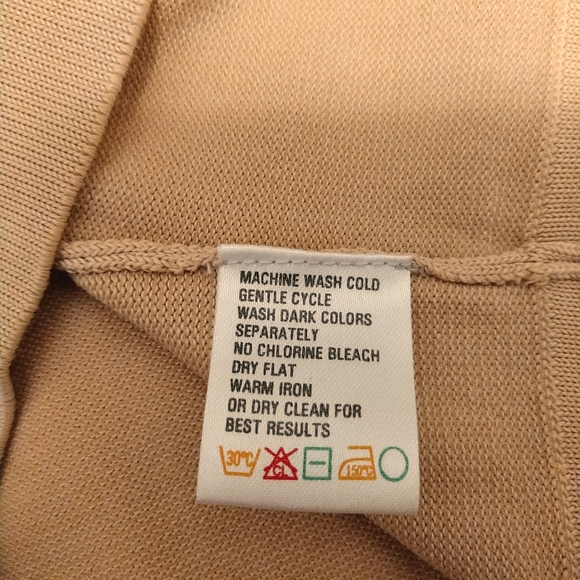 MACHINE WASH COLD
GENTLE CYCLE
WASH DARK COLORS
SEPARATELY
NO CHLORINE BLEACH
DRY FLAT
WARM IRON
OR DRY CLEAN FOR
BEST RESULTS
30°C CL 150°C